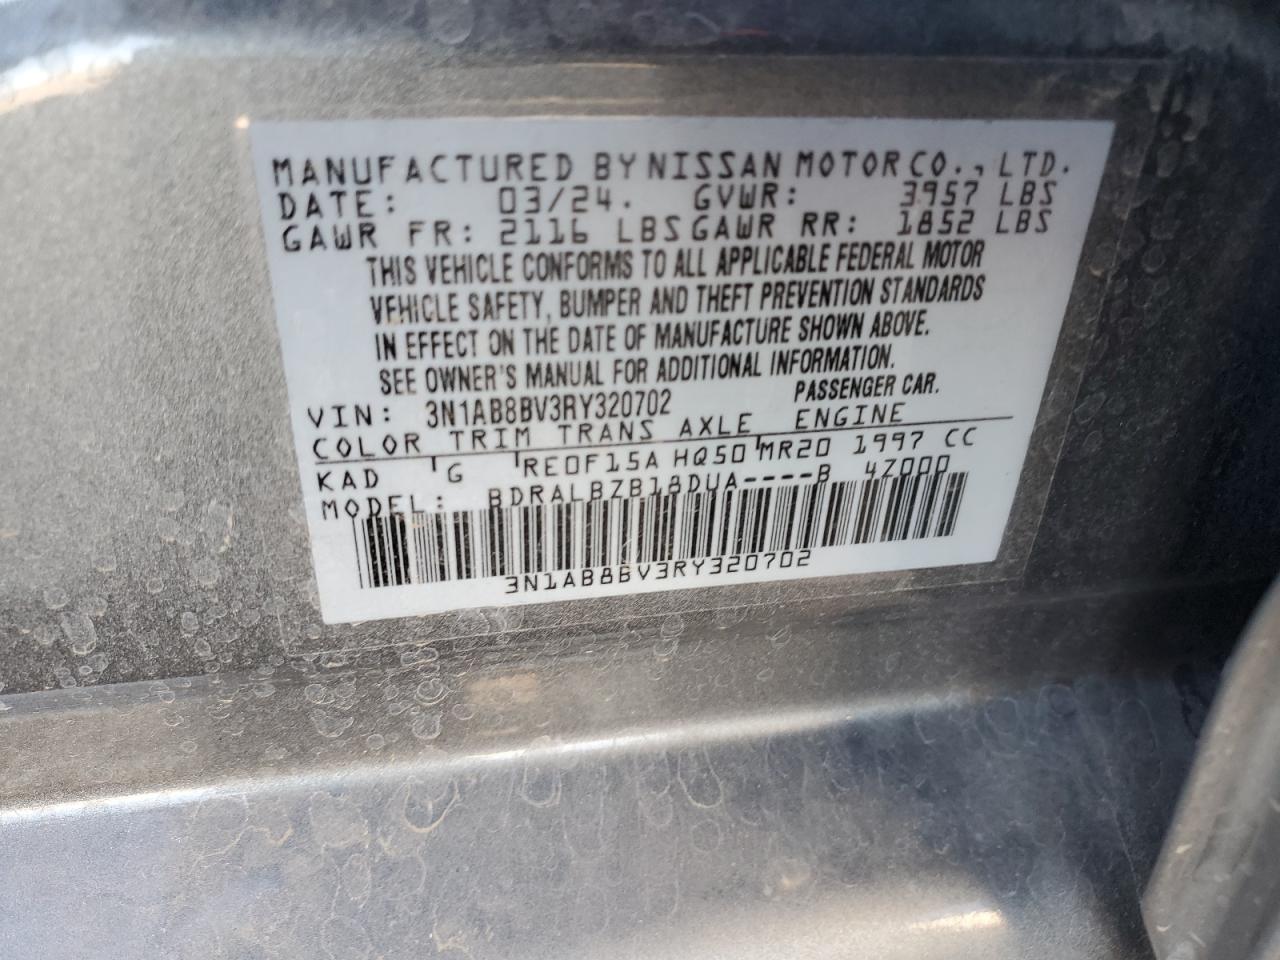 MANUFACTURED BY NISSAN MOTOR CO., LTD.
DATE: 03/24. GVWR: 3957 LBS
GAWR FR: 2116 LBS GAWR RR: 1852 LBS
THIS VEHICLE CONFORMS TO ALL APPLICABLE FEDERAL MOTOR
VEHICLE SAFETY, BUMPER AND THEFT PREVENTION STANDARDS
IN EFFECT ON THE DATE OF MANUFACTURE SHOWN ABOVE.
SEE OWNER'S MANUAL FOR ADDITIONAL INFORMATION.
VIN: 3N1AB8BV3RY320702 PASSENGER CAR.
COLOR TRIM TRANS AXLE ENGINE
KAD G RE0F15A HQ50 MR20 1997 CC
MODEL: BDRALBZB18DUA----B 4Z000
3N1AB8BV3RY320702